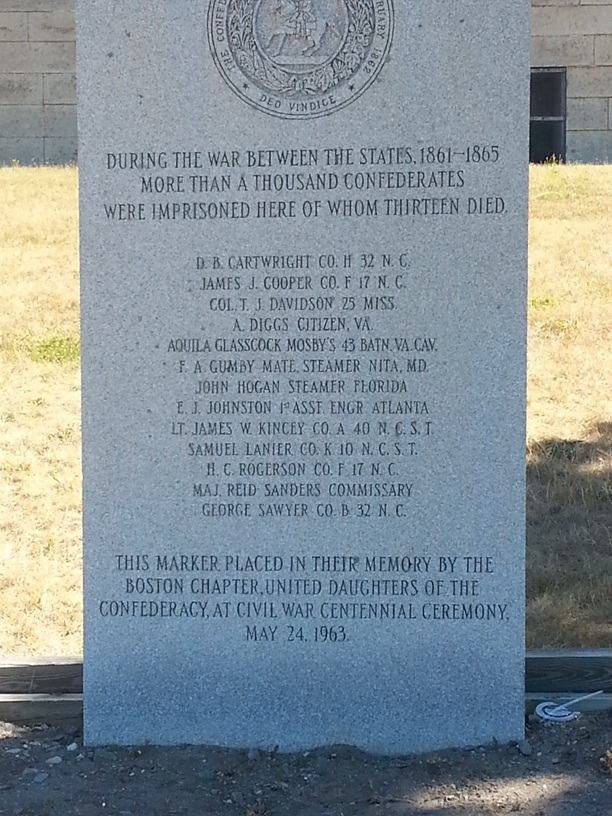 THE CONFED
RUARY 1862
★ DEO VINDICE ★
DURING THE WAR BETWEEN THE STATES, 1861–1865
MORE THAN A THOUSAND CONFEDERATES
WERE IMPRISONED HERE OF WHOM THIRTEEN DIED.
D. B. CARTWRIGHT CO. H 32 N. C.
JAMES J. COOPER CO. F 17 N. C.
COL. T. J. DAVIDSON 25 MISS.
A. DIGGS CITIZEN, VA.
AQUILA GLASSCOCK MOSBY'S 43 BATN. VA. CAV.
F. A. GUMBY MATE, STEAMER NITA, MD.
JOHN HOGAN STEAMER FLORIDA
E. J. JOHNSTON 1ST ASST. ENGR ATLANTA
LT. JAMES W. KINCEY CO. A 40 N. C. S. T.
SAMUEL LANIER CO. K 10 N. C. S. T.
H. C. ROGERSON CO. F 17 N. C.
MAJ. REID SANDERS COMMISSARY
GEORGE SAWYER CO. B 32 N. C.
THIS MARKER PLACED IN THEIR MEMORY BY THE
BOSTON CHAPTER, UNITED DAUGHTERS OF THE
CONFEDERACY, AT CIVIL WAR CENTENNIAL CEREMONY,
MAY 24, 1963.